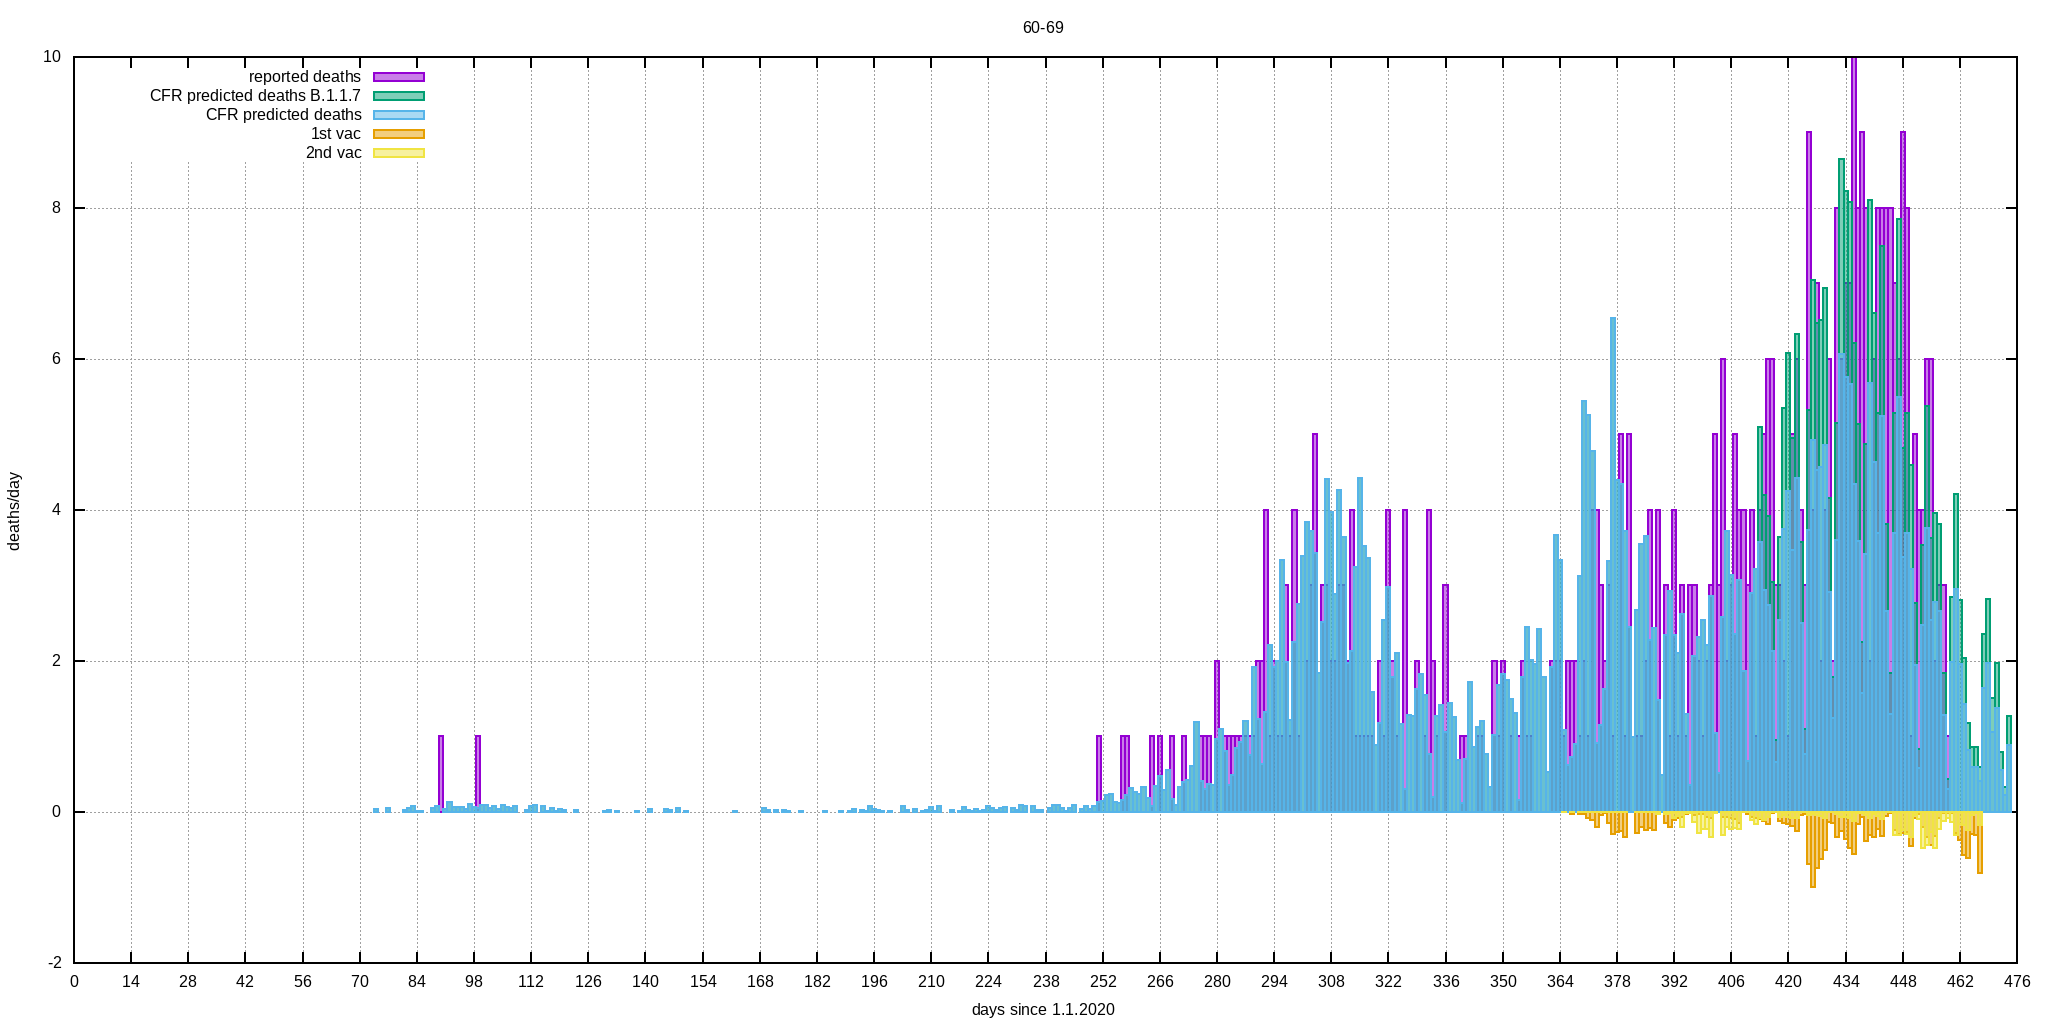 60-69
reported deaths
CFR predicted deaths B.1.1.7
CFR predicted deaths
1st vac
2nd vac
10
8
6
4
2
0
-2
deaths/day
0 14 28 42 56 70 84 98 112 126 140 154 168 182 196 210 224 238 252 266 280 294 308 322 336 350 364 378 392 406 420 434 448 462 476
days since 1.1.2020